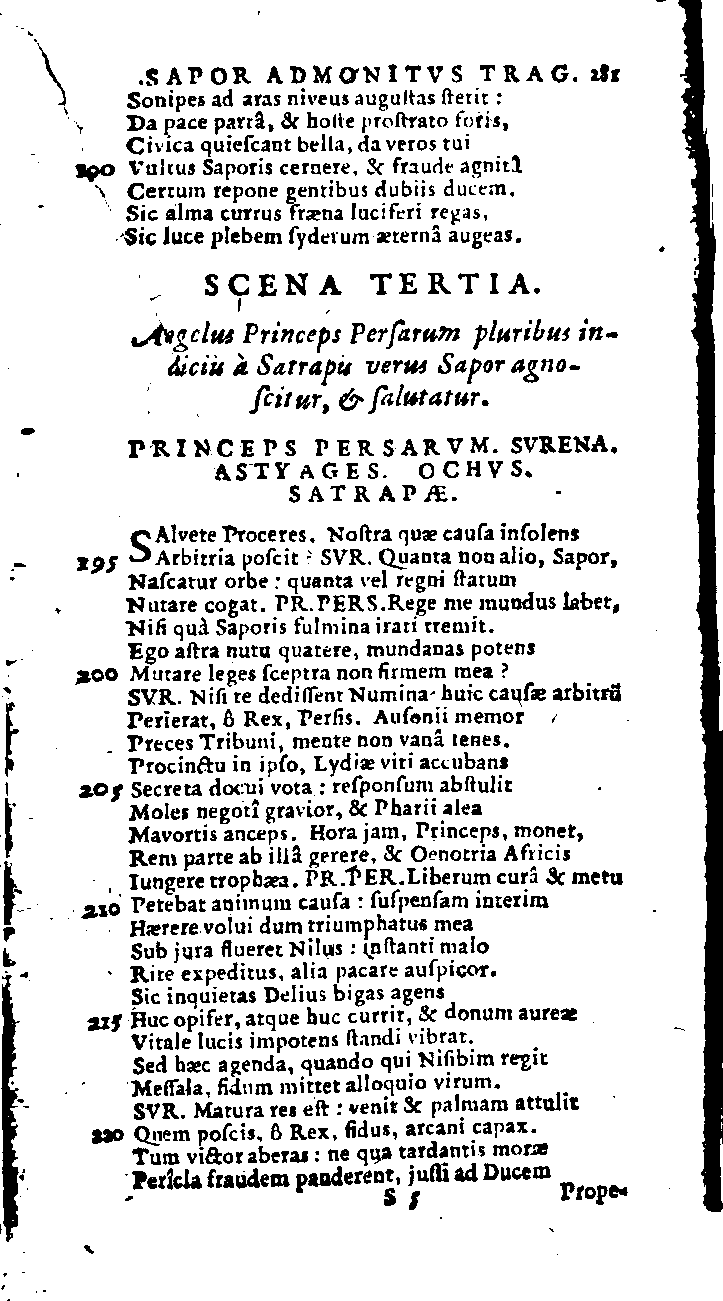 SAPOR ADMONITVS TRAG. 281
Sonipes ad aras niveus augustas stetit :
Da pace partâ, & hoste prostrato foris,
Civica quiescant bella, da veros tui
190 Vultus Saporis cernere, & fraude agnitâ
Certum repone gentibus dubiis ducem.
Sic alma currus fræna luciferi regas,
Sic luce plebem syderum æternâ augeas.
SCENA TERTIA.
Angelus Princeps Persarum pluribus in-
diciis à Satrapis verus Sapor agno-
scitur, & salutatur.
PRINCEPS PERSARVM. SVRENA.
ASTYAGES. OCHVS.
SATRAPÆ.
SAlvete Proceres. Nostra quæ causa insolens
295 Arbitria poscit ? SVR. Quanta non alio, Sapor,
Nascatur orbe : quanta vel regni statum
Nutare cogat. PR.PERS.Rege me mundus labet,
Nisi quà Saporis fulmina irati tremit.
Ego astra nutu quatere, mundanas potens
200 Mutare leges sceptra non firmem mea ?
SVR. Nisi te dedissent Numina huic causæ arbitrũ
Perierat, ô Rex, Persis. Ausonii memor
Preces Tribuni, mente non vanâ tenes.
Procinctu in ipso, Lydiæ viti accubans
205 Secreta docui vota : responsum abstulit
Moles negotî gravior, & Pharii alea
Mavortis anceps. Hora jam, Princeps, monet,
Rem parte ab illâ gerere, & Oenotria Africis
Iungere trophæa. PR.PER.Liberum curâ & metu
210 Petebat animum causa : suspensam interim
Hærere volui dum triumphatus mea
Sub jura flueret Nilus : instanti malo
Rite expeditus, alia pacare auspicor.
Sic inquietas Delius bigas agens
215 Huc opifer, atque huc currit, & donum aureæ
Vitale lucis impotens standi vibrat.
Sed hæc agenda, quando qui Nisibim regit
Messala, fidum mittet alloquio virum.
SVR. Matura res est : venit & palmam attulit
220 Quem poscis, ô Rex, fidus, arcani capax.
Tum victor aberas : ne qua tardantis moræ
Perîcla fraudem panderent, jussi ad Ducem
S 5 Prope-